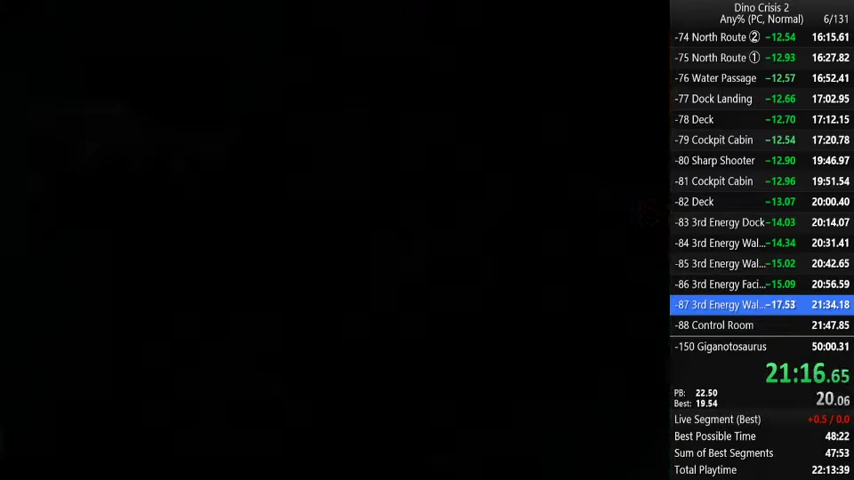 Dino Crisis 2
Any% (PC, Normal) 6/131
-74 North Route ② −12.54 16:15.61
-75 North Route ① −12.93 16:27.82
-76 Water Passage −12.57 16:52.41
-77 Dock Landing −12.66 17:02.95
-78 Deck −12.70 17:12.15
-79 Cockpit Cabin −12.54 17:20.78
-80 Sharp Shooter −12.90 19:46.97
-81 Cockpit Cabin −12.96 19:51.54
-82 Deck −13.07 20:00.40
-83 3rd Energy Dock −14.03 20:14.07
-84 3rd Energy Wal... −14.34 20:31.41
-85 3rd Energy Wal... −15.02 20:42.65
-86 3rd Energy Faci... −15.09 20:56.59
-87 3rd Energy Wal... −17.53 21:34.18
-88 Control Room 21:47.85
-150 Giganotosaurus 50:00.31
21:16.65
PB: 22.50
Best: 19.54 20.06
Live Segment (Best) +0.5 / 0.0
Best Possible Time 48:22
Sum of Best Segments 47:53
Total Playtime 22:13:39